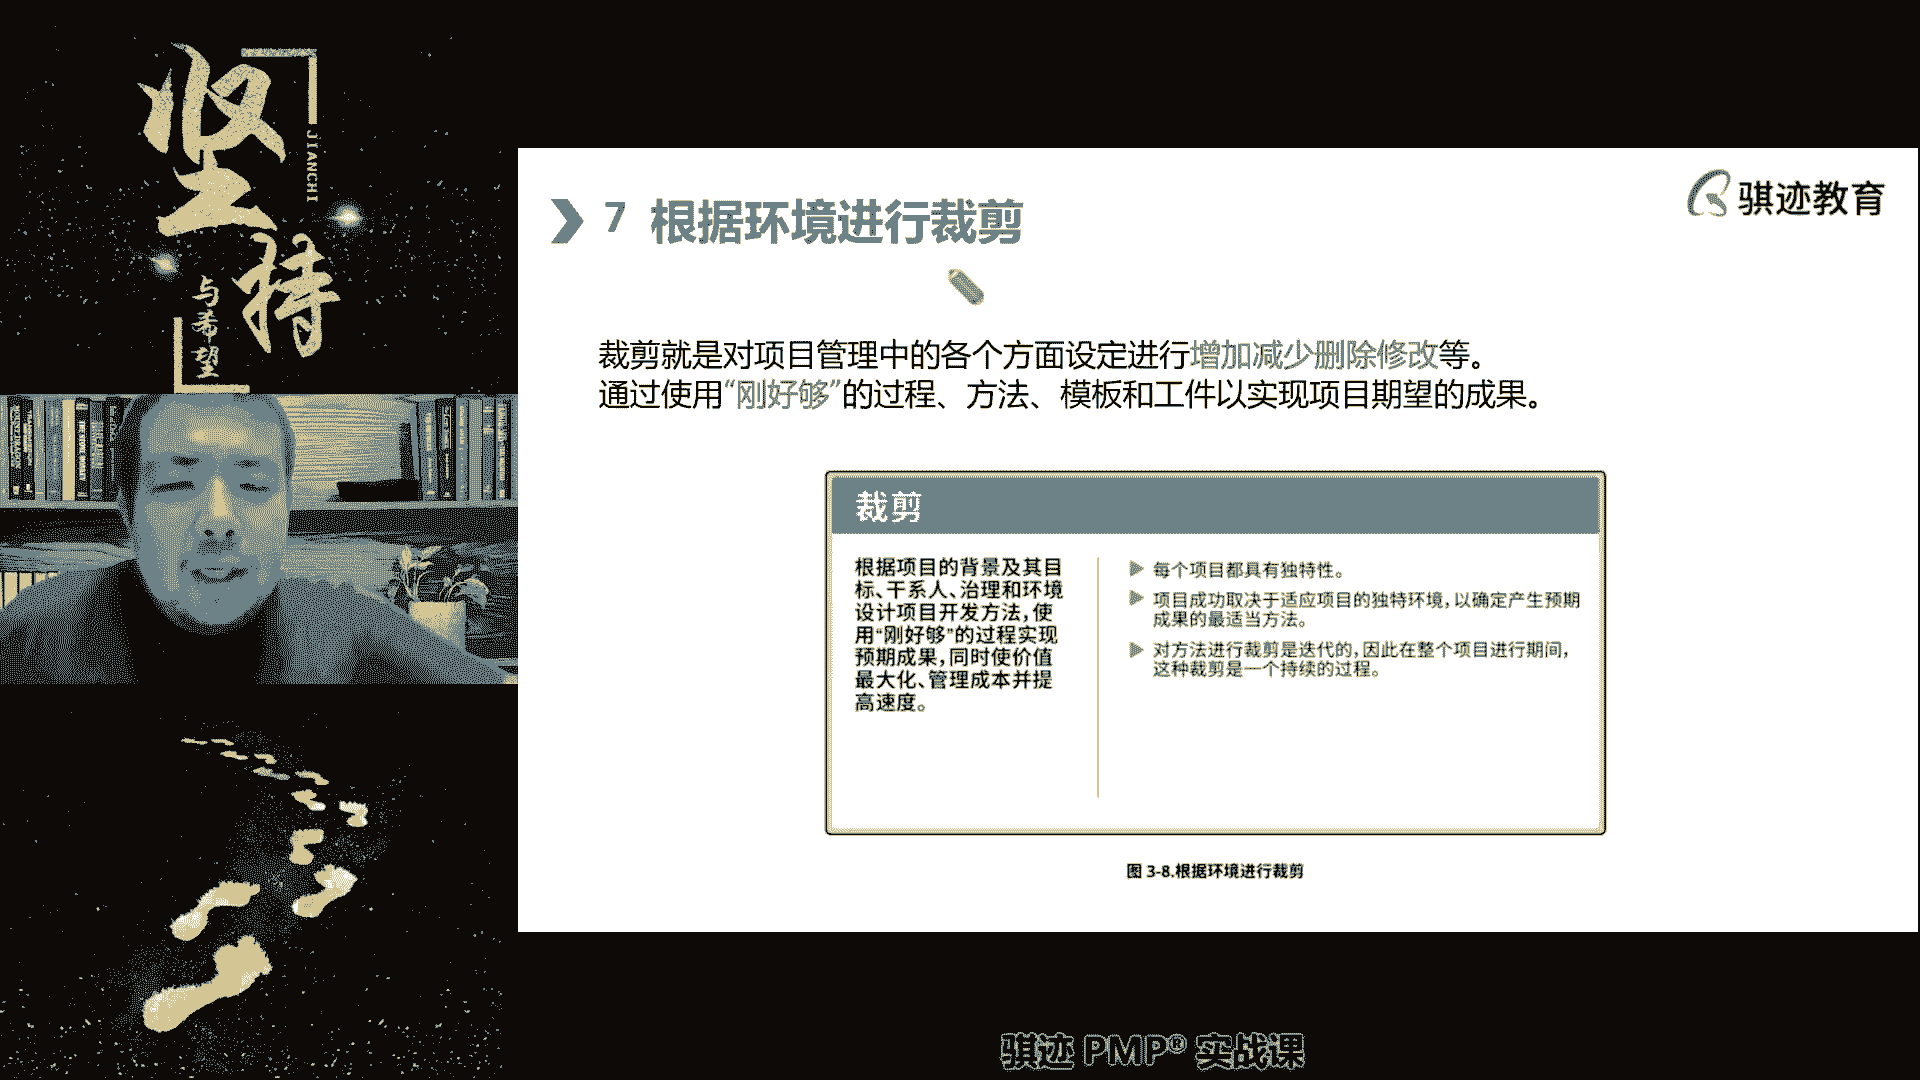 坚持
JIANCHI
与希望
骐迹教育
7 根据环境进行裁剪
裁剪就是对项目管理中的各个方面设定进行增加减少删除修改等。
通过使用“刚好够”的过程、方法、模板和工件以实现项目期望的成果。
裁剪
根据项目的背景及其目
标、干系人、治理和环境
设计项目开发方法,使
用“刚好够”的过程实现
预期成果,同时使价值
最大化、管理成本并提
高速度。
每个项目都具有独特性。
项目成功取决于适应项目的独特环境,以确定产生预期
成果的最适当方法。
对方法进行裁剪是迭代的,因此在整个项目进行期间,
这种裁剪是一个持续的过程。
图 3-8.根据环境进行裁剪
骐迹 PMP® 实战课